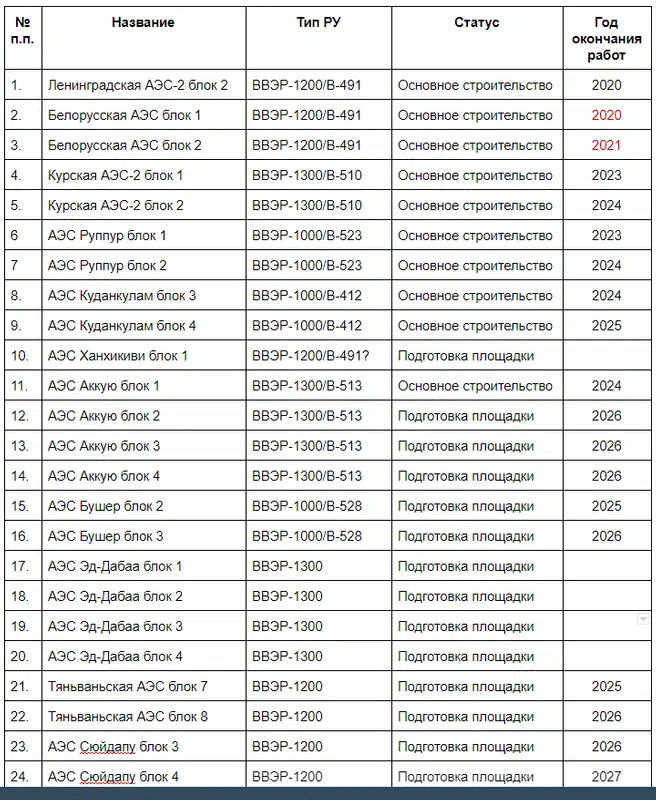 № п.п. Название Тип РУ Статус Год окончания работ
1. Ленинградская АЭС-2 блок 2 ВВЭР-1200/В-491 Основное строительство 2020
2. Белорусская АЭС блок 1 ВВЭР-1200/В-491 Основное строительство 2020
3. Белорусская АЭС блок 2 ВВЭР-1200/В-491 Основное строительство 2021
4. Курская АЭС-2 блок 1 ВВЭР-1300/В-510 Основное строительство 2023
5. Курская АЭС-2 блок 2 ВВЭР-1300/В-510 Основное строительство 2024
6 АЭС Руппур блок 1 ВВЭР-1000/В-523 Основное строительство 2023
7 АЭС Руппур блок 2 ВВЭР-1000/В-523 Основное строительство 2024
8. АЭС Куданкулам блок 3 ВВЭР-1000/В-412 Основное строительство 2024
9. АЭС Куданкулам блок 4 ВВЭР-1000/В-412 Основное строительство 2025
10. АЭС Ханхикиви блок 1 ВВЭР-1200/В-491? Подготовка площадки
11. АЭС Аккую блок 1 ВВЭР-1300/В-513 Основное строительство 2024
12. АЭС Аккую блок 2 ВВЭР-1300/В-513 Подготовка площадки 2026
13. АЭС Аккую блок 3 ВВЭР-1300/В-513 Подготовка площадки 2026
14. АЭС Аккую блок 4 ВВЭР-1300/В-513 Подготовка площадки 2026
15. АЭС Бушер блок 2 ВВЭР-1000/В-528 Подготовка площадки 2025
16. АЭС Бушер блок 3 ВВЭР-1000/В-528 Подготовка площадки 2026
17. АЭС Эд-Дабаа блок 1 ВВЭР-1300 Подготовка площадки
18. АЭС Эд-Дабаа блок 2 ВВЭР-1300 Подготовка площадки
19. АЭС Эд-Дабаа блок 3 ВВЭР-1300 Подготовка площадки
20. АЭС Эд-Дабаа блок 4 ВВЭР-1300 Подготовка площадки
21. Тяньваньская АЭС блок 7 ВВЭР-1200 Подготовка площадки 2025
22. Тяньваньская АЭС блок 8 ВВЭР-1200 Подготовка площадки 2026
23. АЭС Сюйдапу блок 3 ВВЭР-1200 Подготовка площадки 2026
24. АЭС Сюйдапу блок 4 ВВЭР-1200 Подготовка площадки 2027